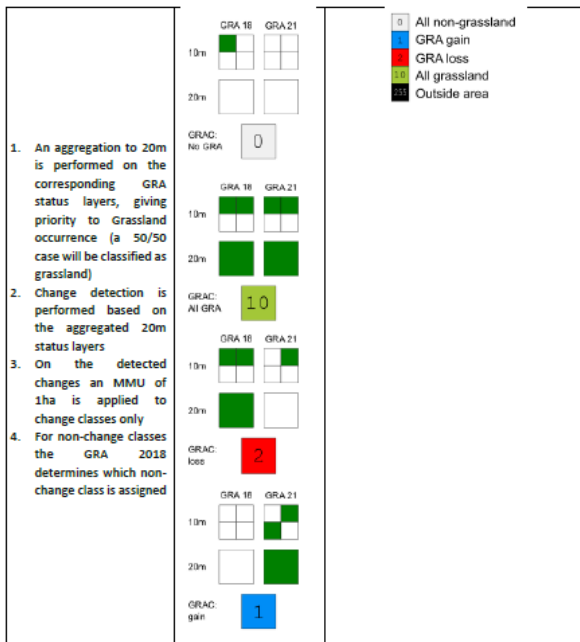 1. An aggregation to 20m
is performed on the
corresponding GRA
status layers, giving
priority to Grassland
occurrence (a 50/50
case will be classified as
grassland)
2. Change detection is
performed based on
the aggregated 20m
status layers
3. On the detected
changes an MMU of
1ha is applied to
change classes only
4. For non-change classes
the GRA 2018
determines which non-
change class is assigned
GRA 18 GRA 21
10m
20m
GRAC:
No GRA
0
GRA 18 GRA 21
10m
20m
GRAC:
All GRA
10
GRA 18 GRA 21
10m
20m
GRAC:
loss
2
GRA 18 GRA 21
10m
20m
GRAC:
gain
1
0 All non-grassland
1 GRA gain
2 GRA loss
10 All grassland
255 Outside area